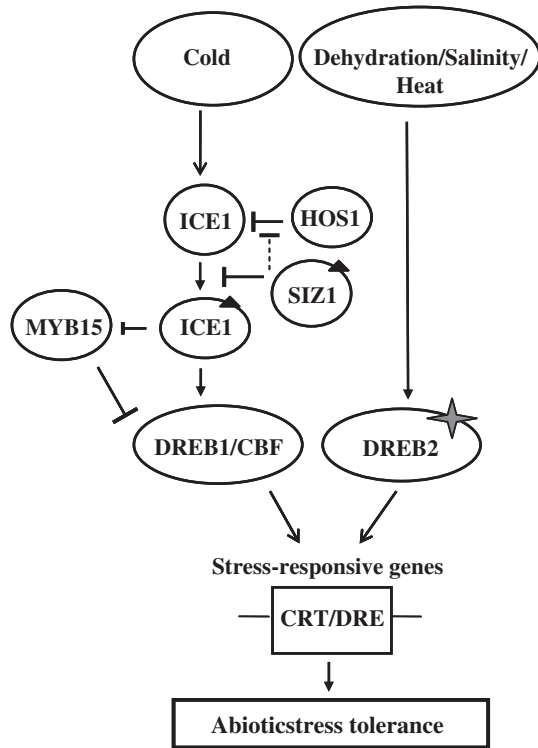 Cold
Dehydration/Salinity/
Heat
ICE1
HOS1
SIZ1
MYB15
ICE1
DREB1/CBF
DREB2
Stress-responsive genes
CRT/DRE
Abioticstress tolerance